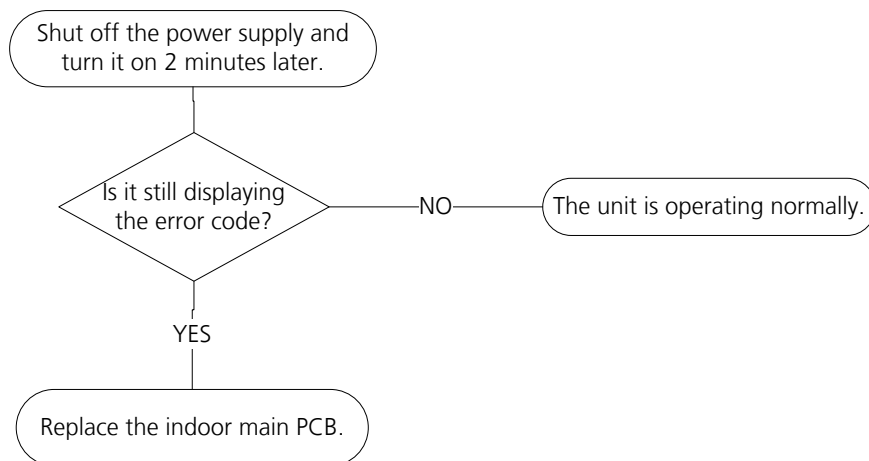 Shut off the power supply and
turn it on 2 minutes later.
Is it still displaying
the error code?
NO
The unit is operating normally.
YES
Replace the indoor main PCB.